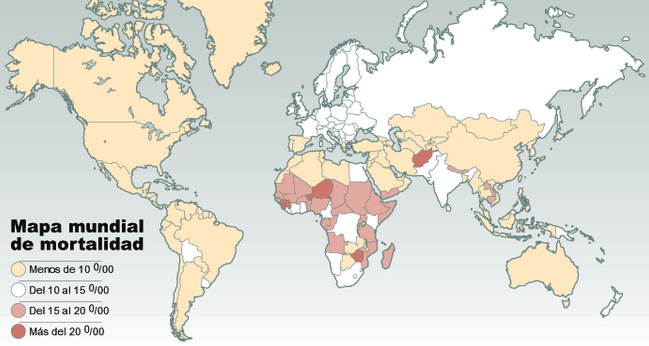 Mapa mundial
de mortalidad
Menos de 10 0/00
Del 10 al 15 0/00
Del 15 al 20 0/00
Más del 20 0/00